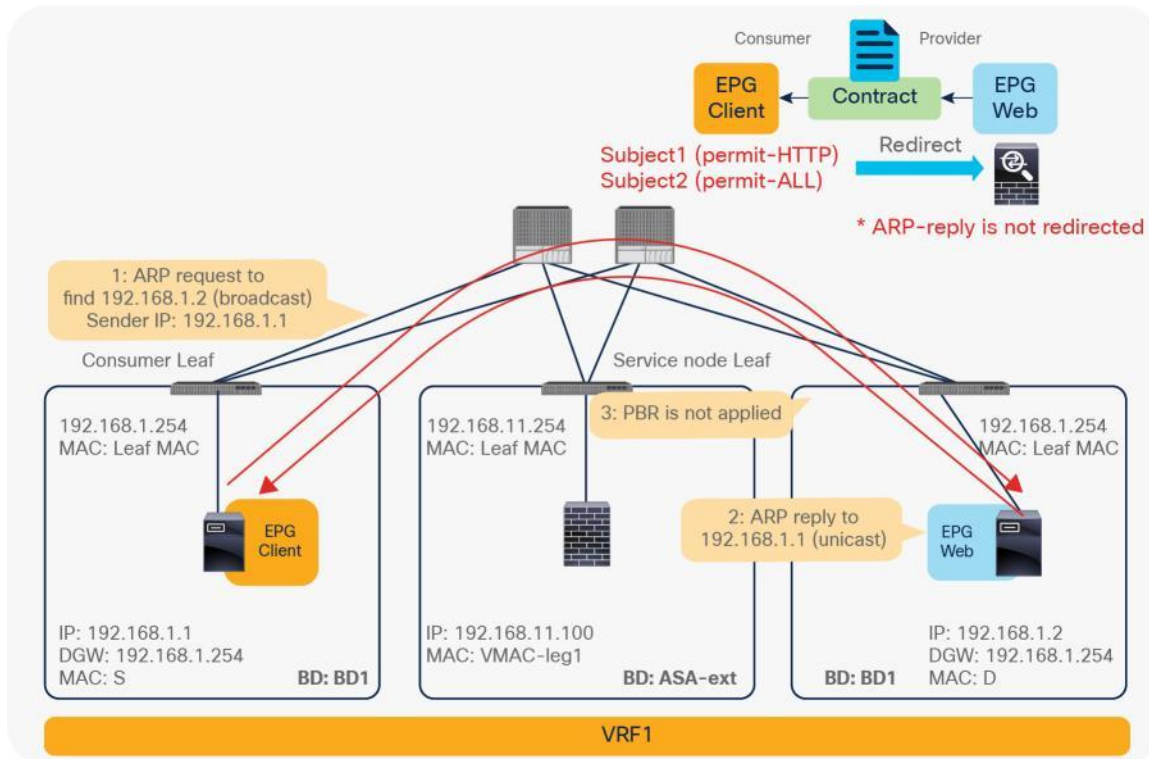 Consumer
Provider
EPG
Client
Contract
EPG
Web
Subject1 (permit-HTTP)
Subject2 (permit-ALL)
Redirect
* ARP-reply is not redirected
1: ARP request to
find 192.168.1.2 (broadcast)
Sender IP: 192.168.1.1
Consumer Leaf
Service node Leaf
192.168.1.254
MAC: Leaf MAC
EPG
Client
IP: 192.168.1.1
DGW: 192.168.1.254
MAC: S
BD: BD1
192.168.11.254
MAC: Leaf MAC
3: PBR is not applied
IP: 192.168.11.100
MAC: VMAC-leg1
BD: ASA-ext
192.168.1.254
MAC: Leaf MAC
2: ARP reply to
192.168.1.1 (unicast)
EPG
Web
IP: 192.168.1.2
DGW: 192.168.1.254
BD: BD1
MAC: D
VRF1